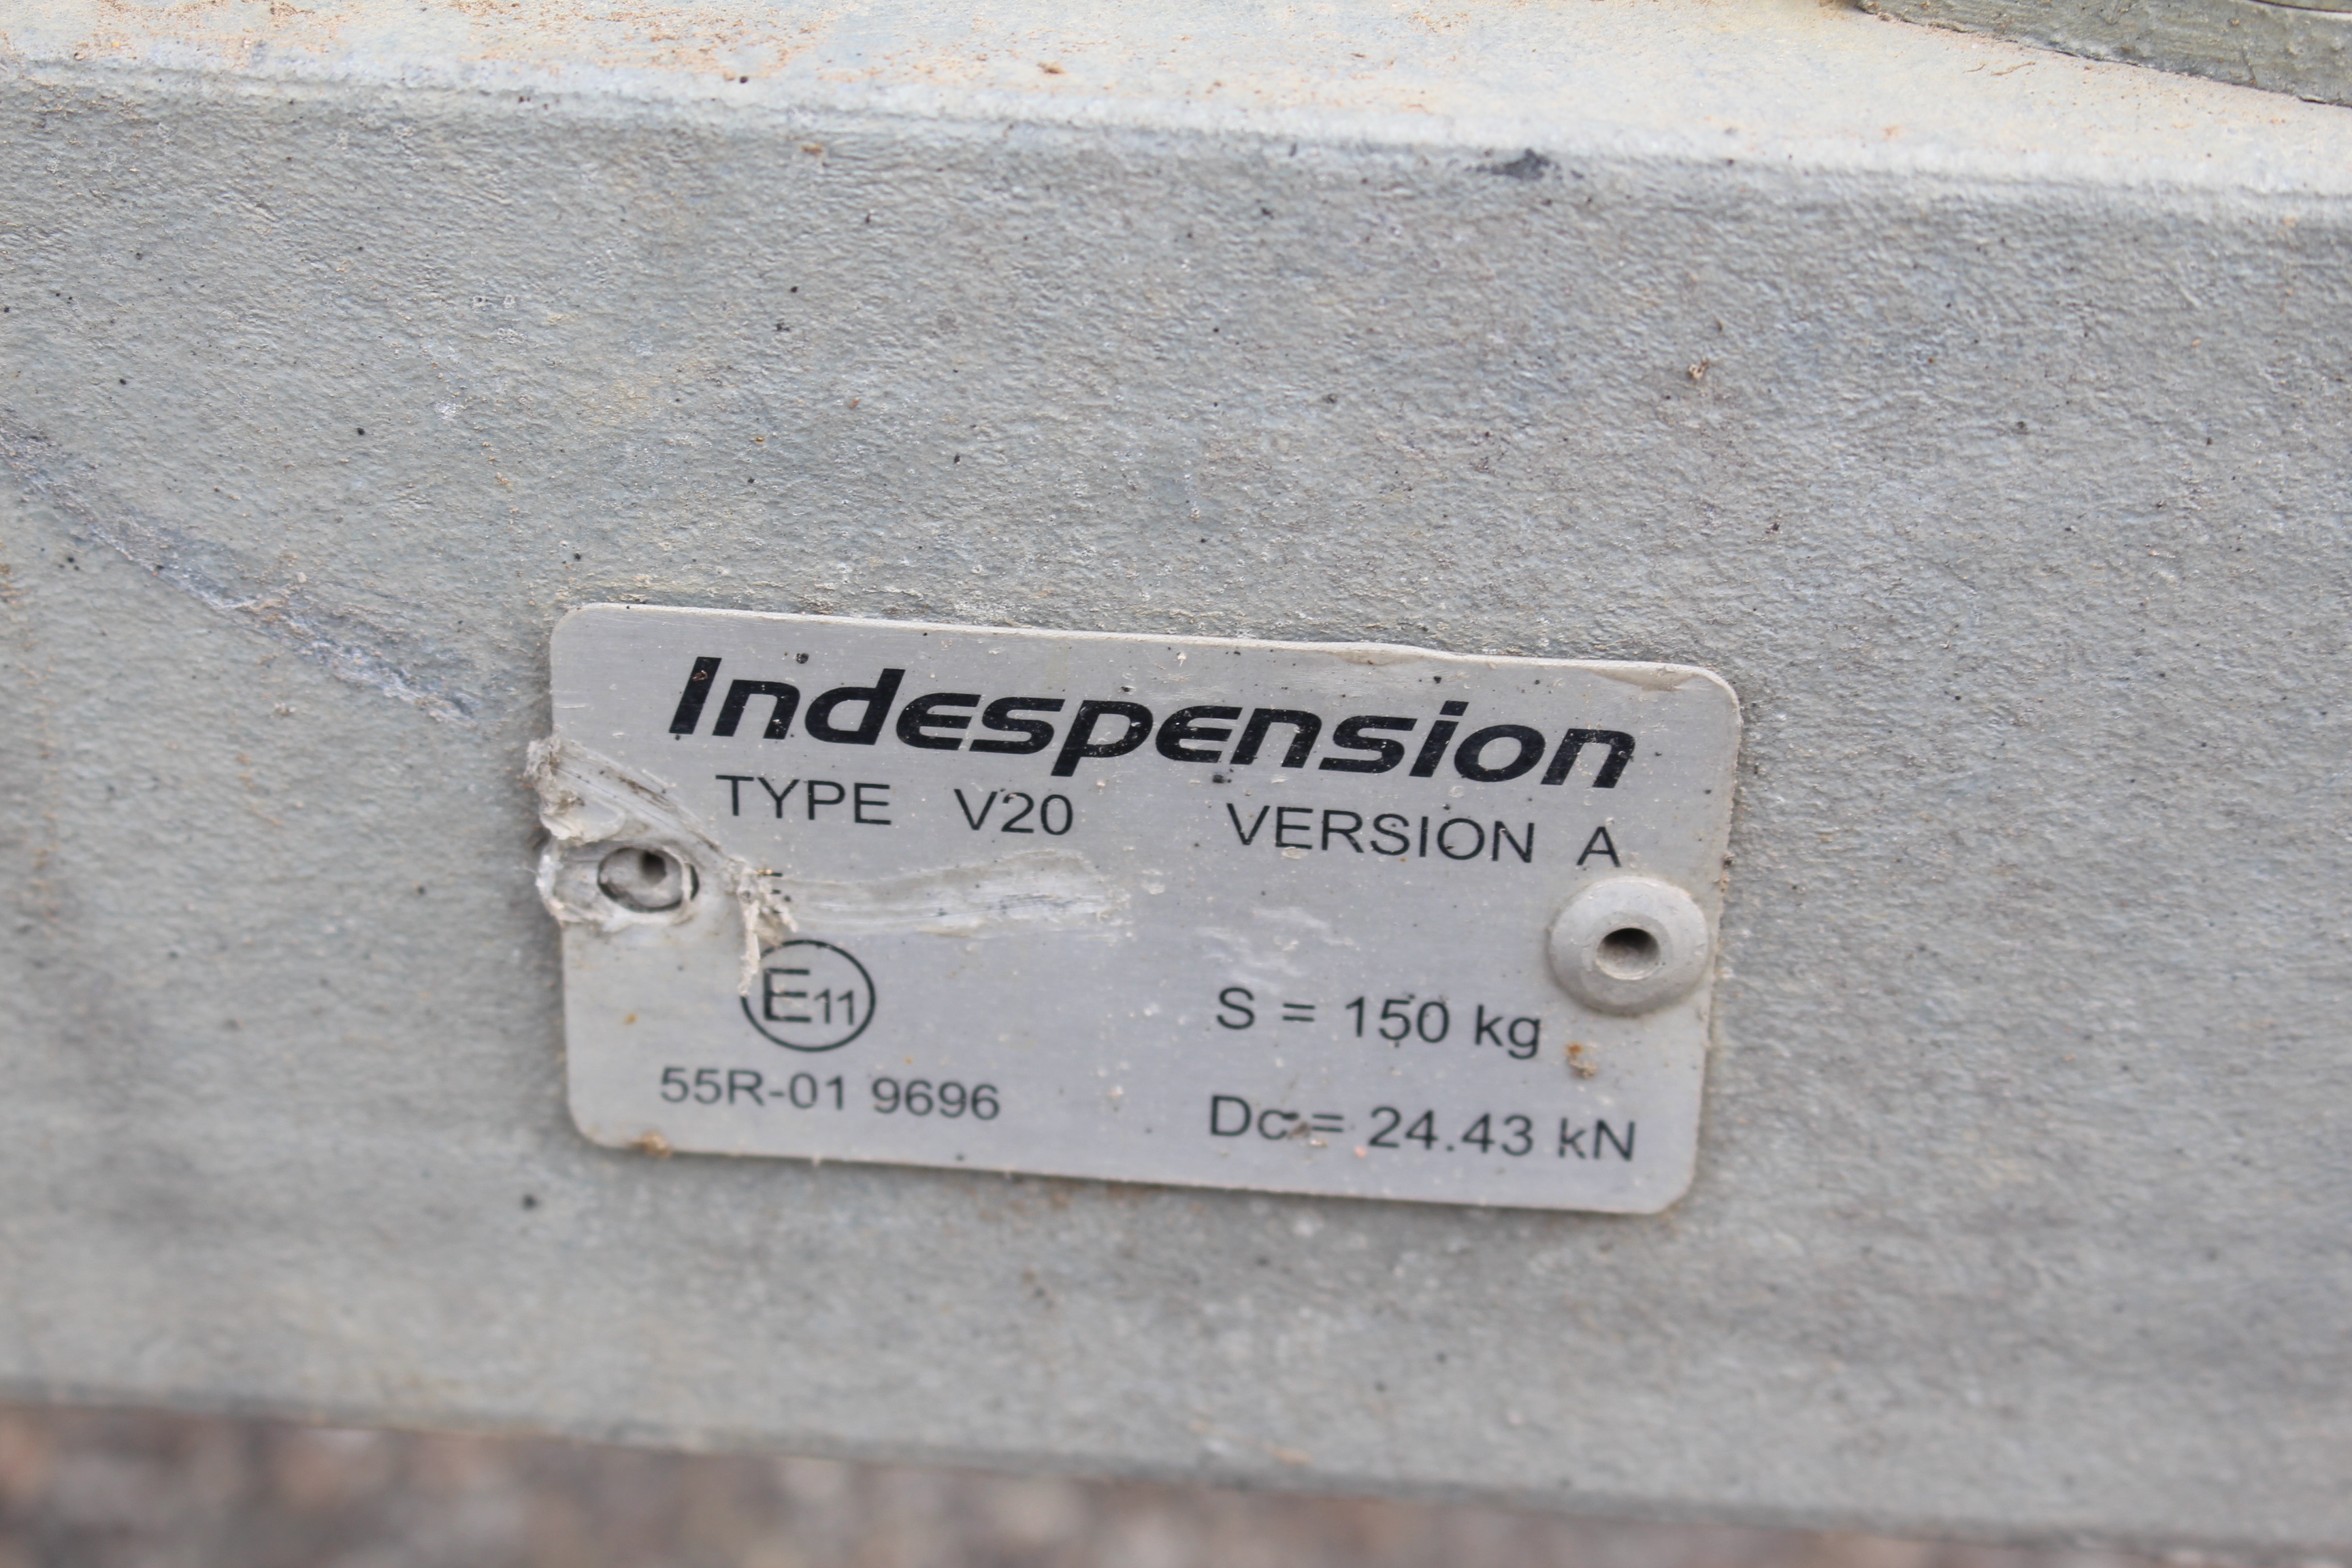 Indespension
TYPE V20 VERSION A
E11
S = 150 kg
55R-01 9696
Dc = 24.43 kN